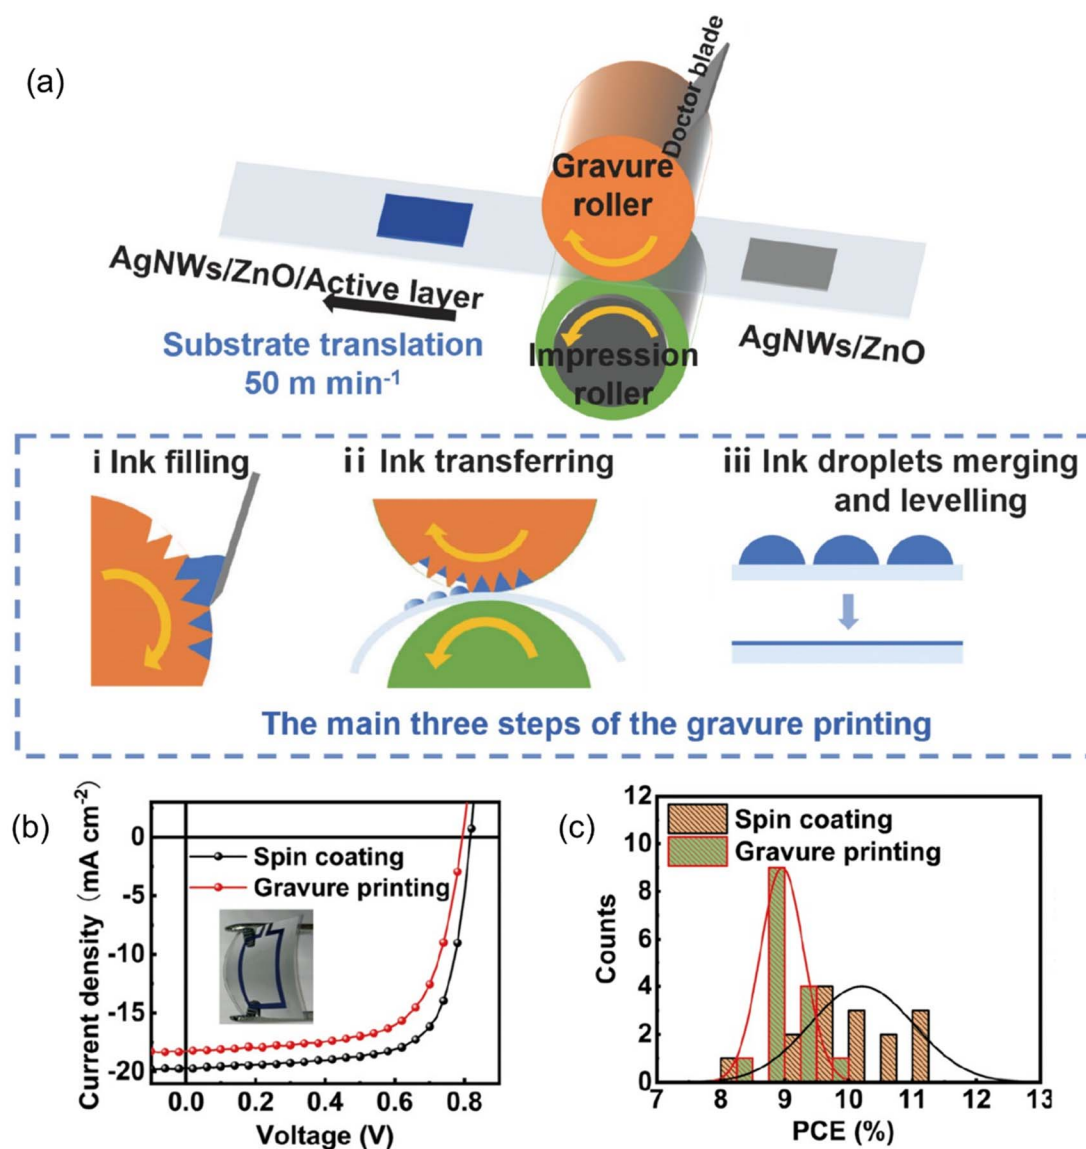 (a)
Doctor blade
Gravure
roller
AgNWs/ZnO/Active layer
Substrate translation
50 m min⁻¹
Impression
roller
AgNWs/ZnO
i Ink filling
ii Ink transferring
iii Ink droplets merging
and levelling
The main three steps of the gravure printing
(b)
Current density (mA cm⁻²)
0
-5
-10
-15
-20
Spin coating
Gravure printing
0.0 0.2 0.4 0.6 0.8
Voltage (V)
(c)
Counts
12
10
8
6
4
2
0
Spin coating
Gravure printing
7 8 9 10 11 12 13
PCE (%)